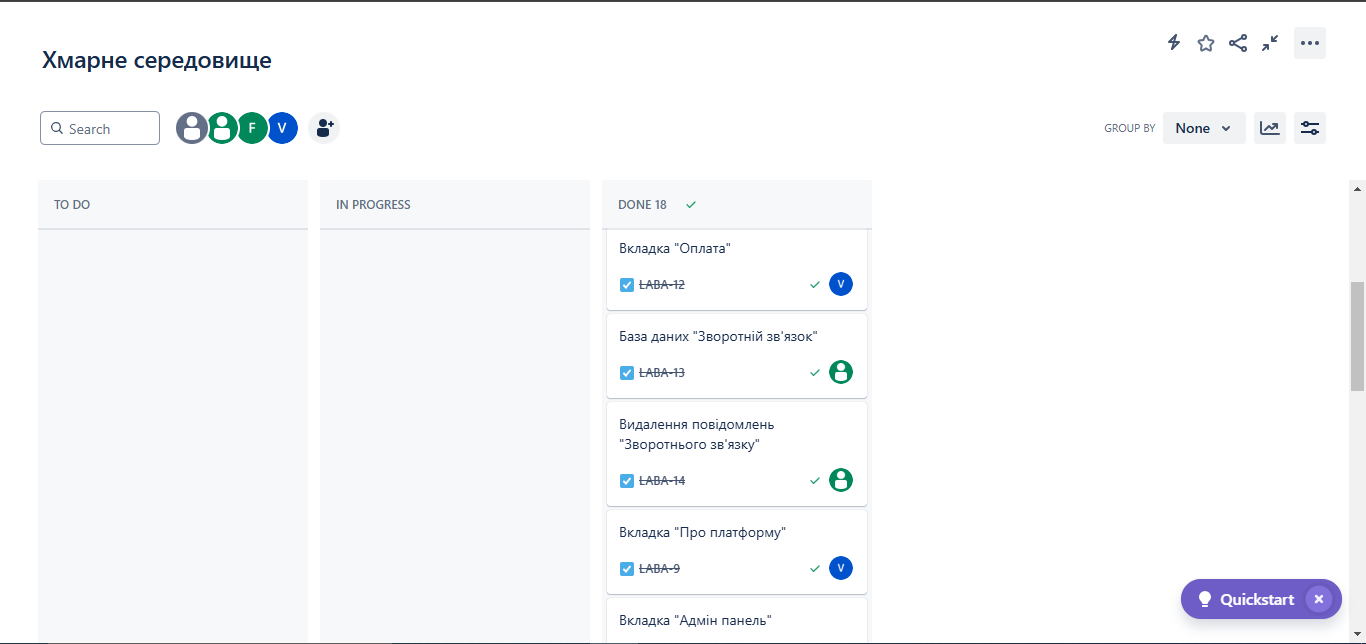 Хмарне середовище
Search
F
V
GROUP BY
None
TO DO
IN PROGRESS
DONE 18
Вкладка "Оплата"
LABA-12
V
База даних "Зворотній зв'язок"
LABA-13
Видалення повідомлень
"Зворотнього зв'язку"
LABA-14
Вкладка "Про платформу"
LABA-9
V
Вкладка "Адмін панель"
Quickstart